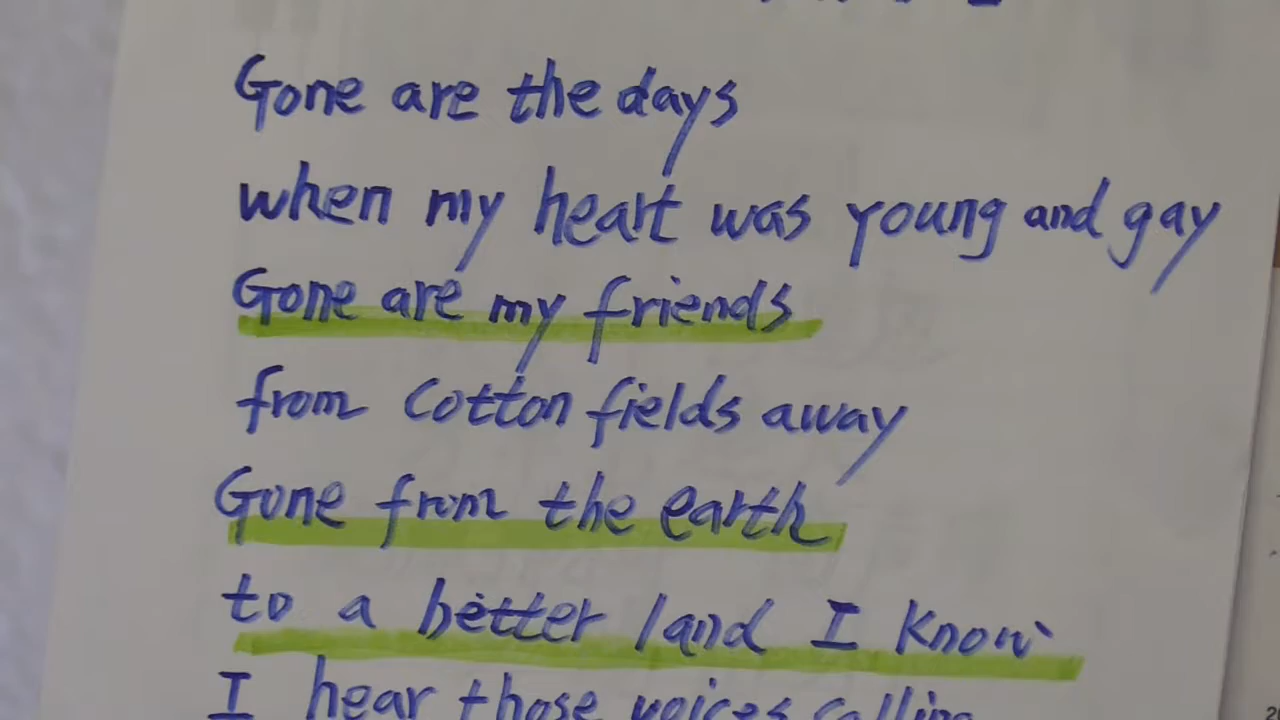 Gone are the days
when my heart was young and gay
Gone are my friends
from cotton fields away
Gone from the earth
to a better land I know
I hear those voices calling